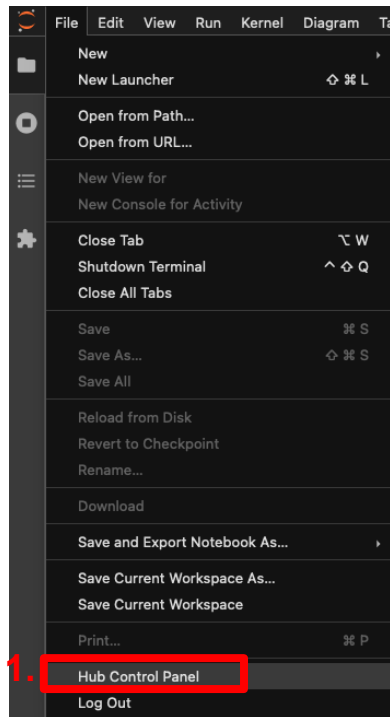 File Edit View Run Kernel Diagram Ta
New
New Launcher ⇧ ⌘ L
Open from Path...
Open from URL...
New View for
New Console for Activity
Close Tab ⌥ W
Shutdown Terminal ^ ⇧ Q
Close All Tabs
Save ⌘ S
Save As... ⇧ ⌘ S
Save All
Reload from Disk
Revert to Checkpoint
Rename...
Download
Save and Export Notebook As...
Save Current Workspace As...
Save Current Workspace
Print... ⌘ P
1. Hub Control Panel
Log Out